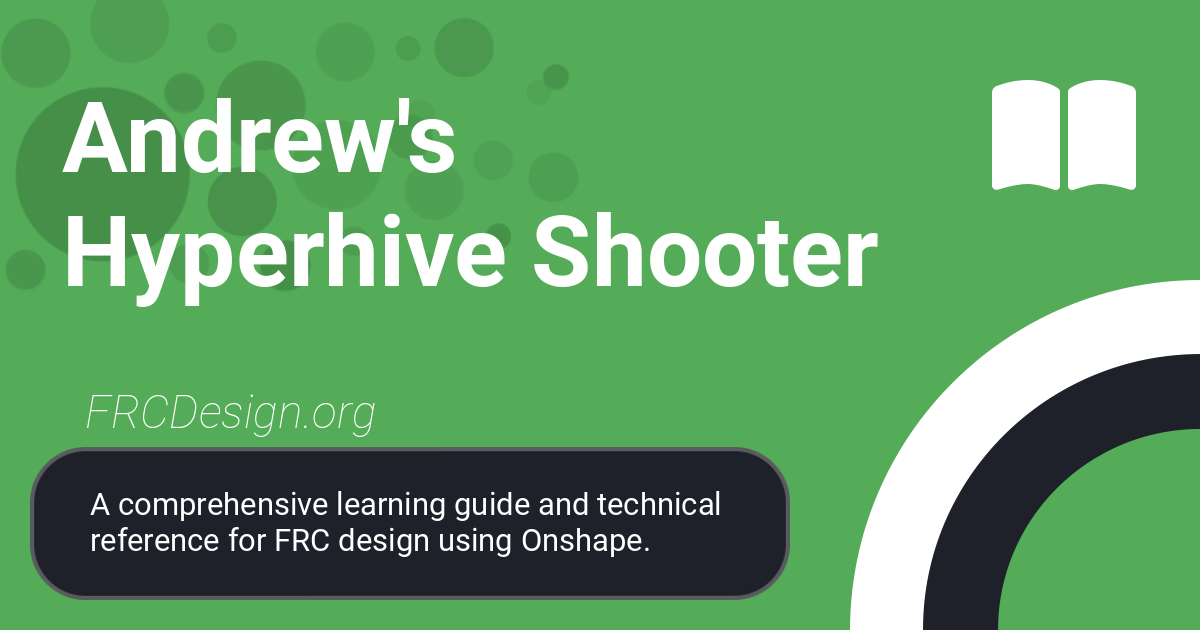 Andrew's
Hyperhive Shooter
FRCDesign.org
A comprehensive learning guide and technical
reference for FRC design using Onshape.